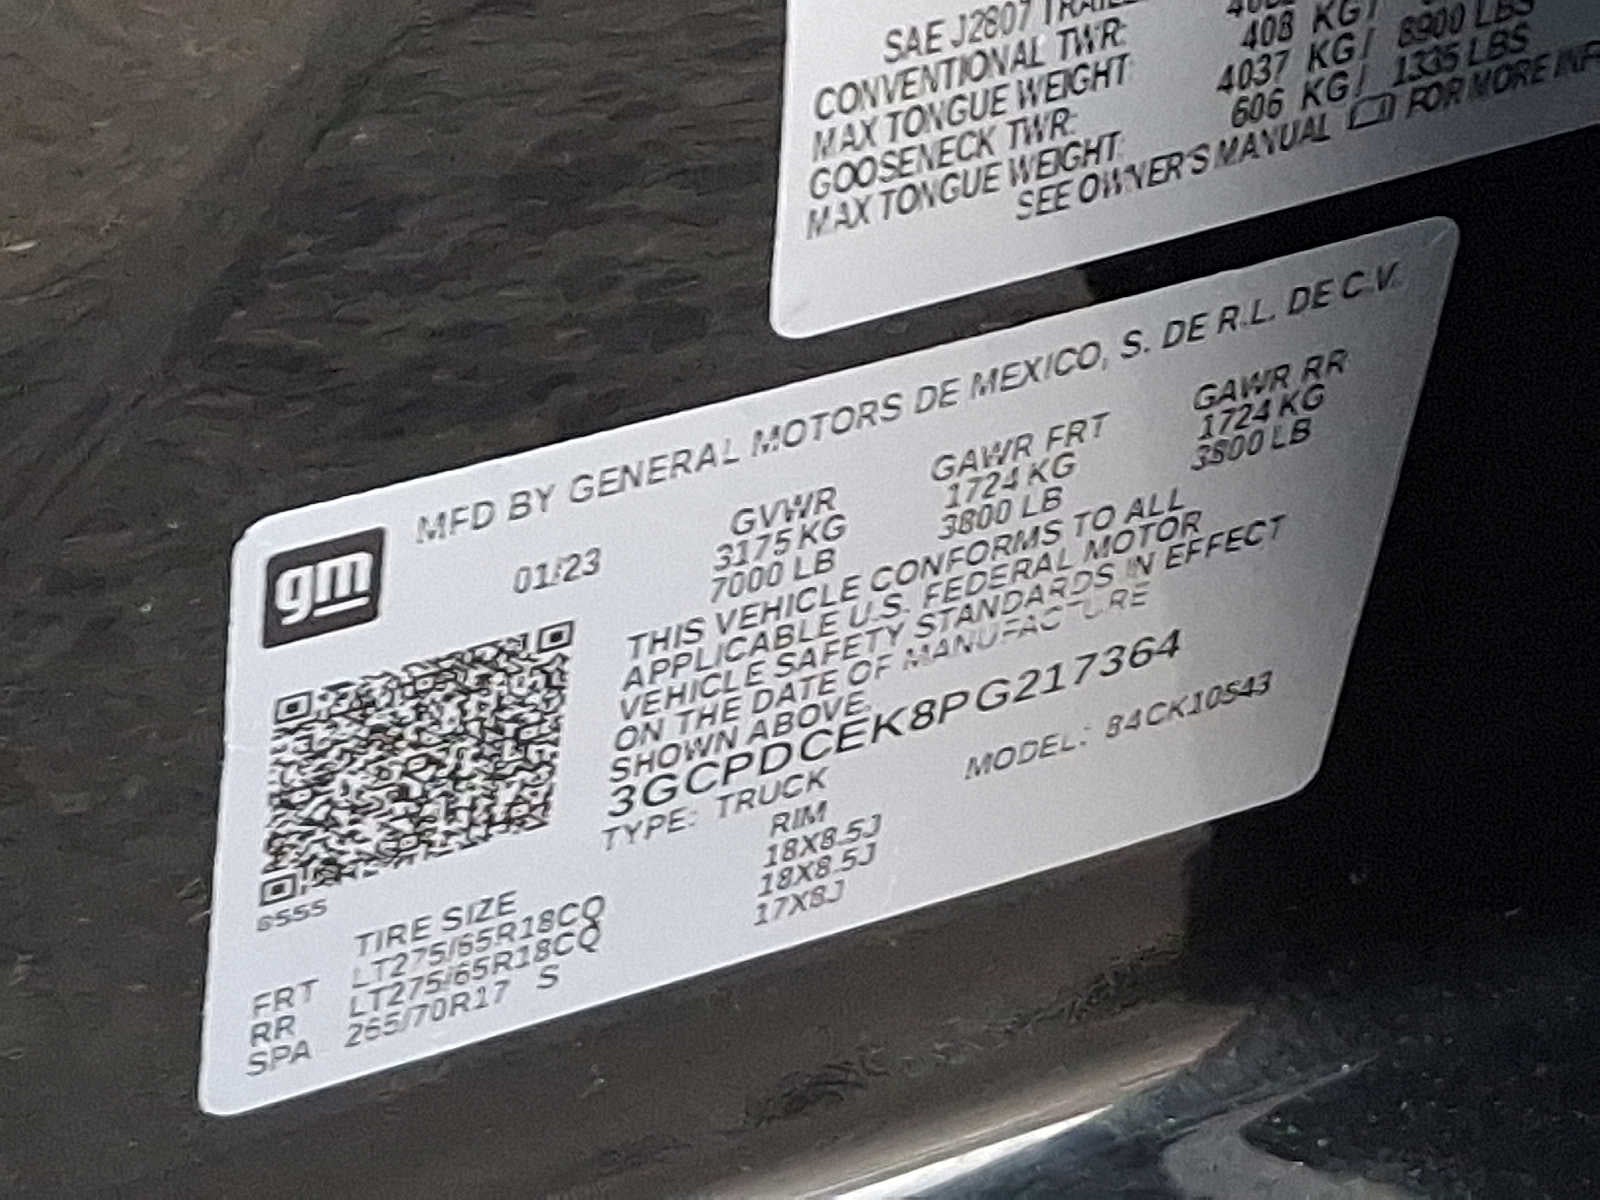 SAE J2807
CONVENTIONAL TWR:
MAX TONGUE WEIGHT 408 KG/
GOOSENECK TWR: 4037 KG/ 8900 LBS
MAX TONGUE WEIGHT: 606 KG/ 1335 LBS
SEE OWNER'S MANUAL FOR MORE
gm
MFD BY GENERAL MOTORS DE MEXICO, S. DE R.L. DE C.V.
01/23 GVWR GAWR FRT GAWR RR
3175 KG 1724 KG 1724 KG
7000 LB 3800 LB 3800 LB
THIS VEHICLE CONFORMS TO ALL
APPLICABLE U.S. FEDERAL MOTOR
VEHICLE SAFETY STANDARDS IN EFFECT
ON THE DATE OF MANUFACTURE
SHOWN ABOVE.
3GCPDCEK8PG217364
TYPE: TRUCK MODEL: 84CK10543
6555
TIRE SIZE RIM
FRT LT275/65R18CQ 18X8.5J
RR LT275/65R18CQ 18X8.5J
SPA 265/70R17 S 17X8J